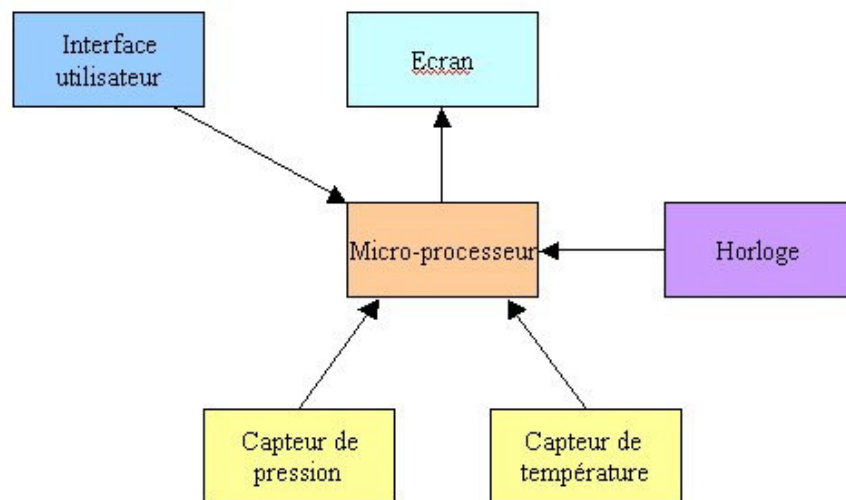 Interface
utilisateur
Ecran
Micro-processeur
Horloge
Capteur de
pression
Capteur de
température